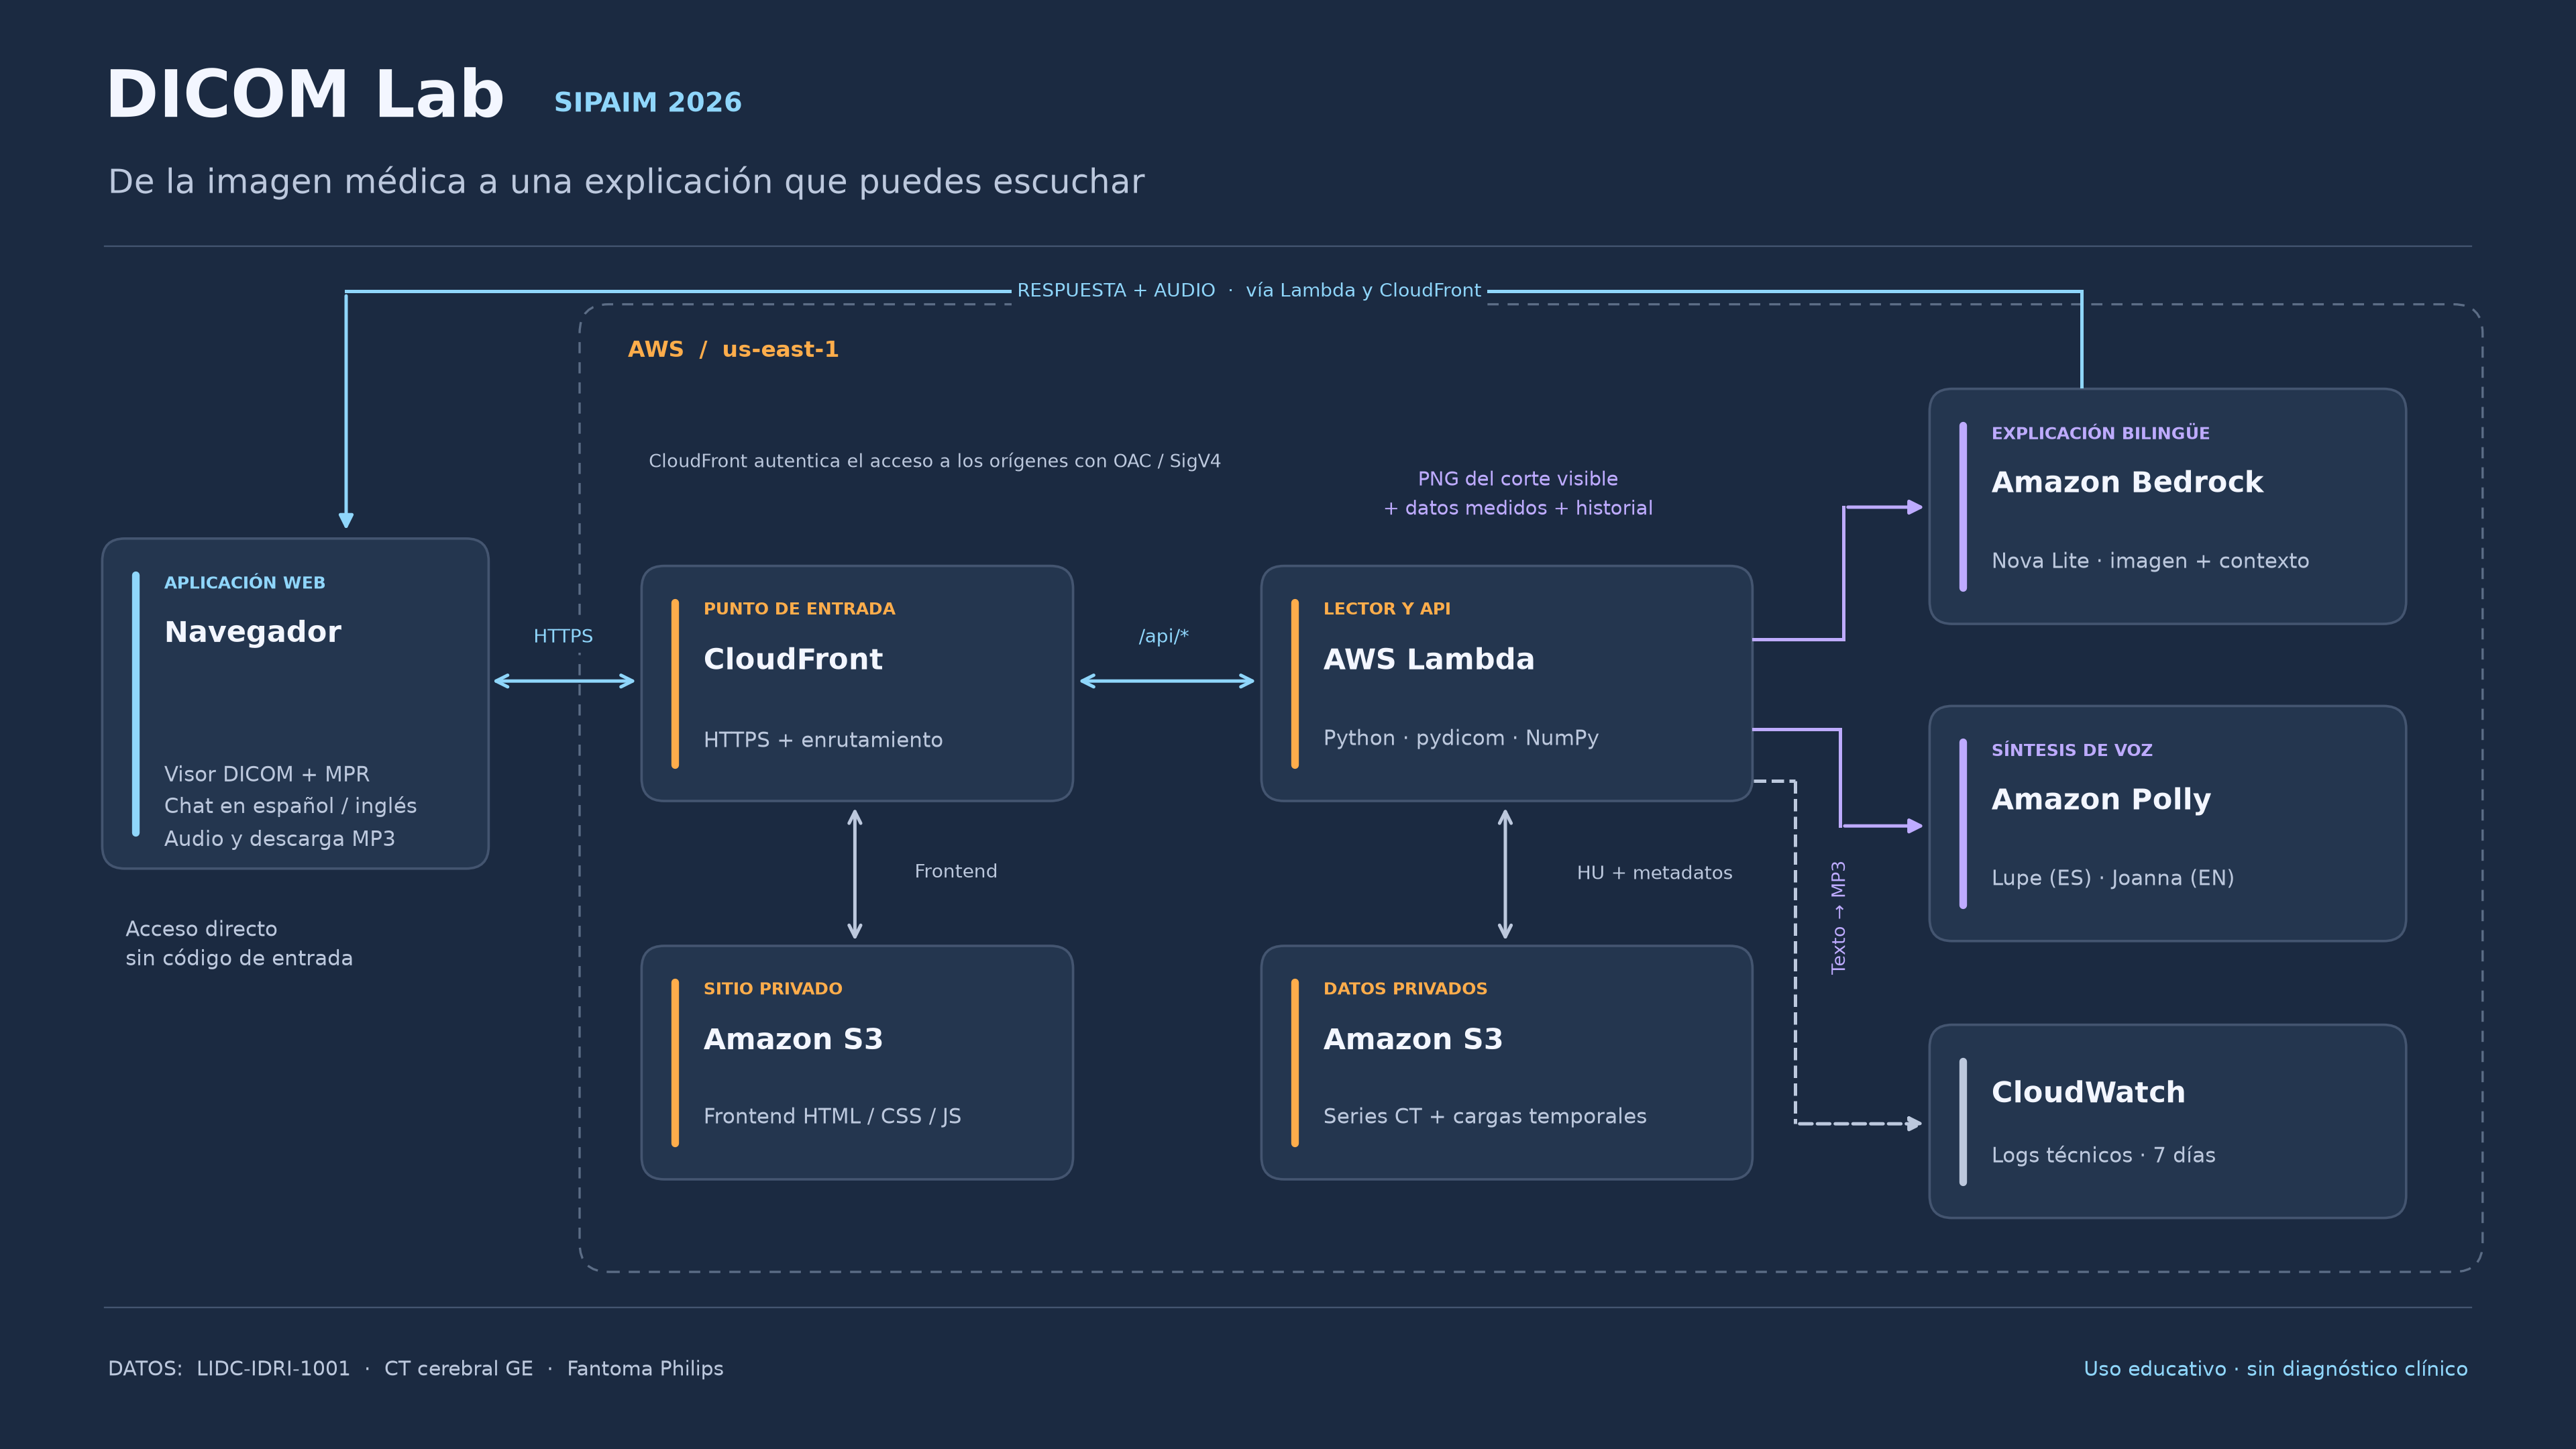 DICOM Lab SIPAIM 2026
De la imagen médica a una explicación que puedes escuchar
RESPUESTA + AUDIO · vía Lambda y CloudFront
AWS / us-east-1
CloudFront autentica el acceso a los orígenes con OAC / SigV4
PNG del corte visible
+ datos medidos + historial
APLICACIÓN WEB
Navegador
Visor DICOM + MPR
Chat en español / inglés
Audio y descarga MP3
Acceso directo
sin código de entrada
HTTPS
PUNTO DE ENTRADA
CloudFront
HTTPS + enrutamiento
/api/*
LECTOR Y API
AWS Lambda
Python · pydicom · NumPy
EXPLICACIÓN BILINGÜE
Amazon Bedrock
Nova Lite · imagen + contexto
SÍNTESIS DE VOZ
Amazon Polly
Lupe (ES) · Joanna (EN)
Frontend
HU + metadatos
Texto → MP3
SITIO PRIVADO
Amazon S3
Frontend HTML / CSS / JS
DATOS PRIVADOS
Amazon S3
Series CT + cargas temporales
CloudWatch
Logs técnicos · 7 días
DATOS: LIDC-IDRI-1001 · CT cerebral GE · Fantoma Philips
Uso educativo · sin diagnóstico clínico